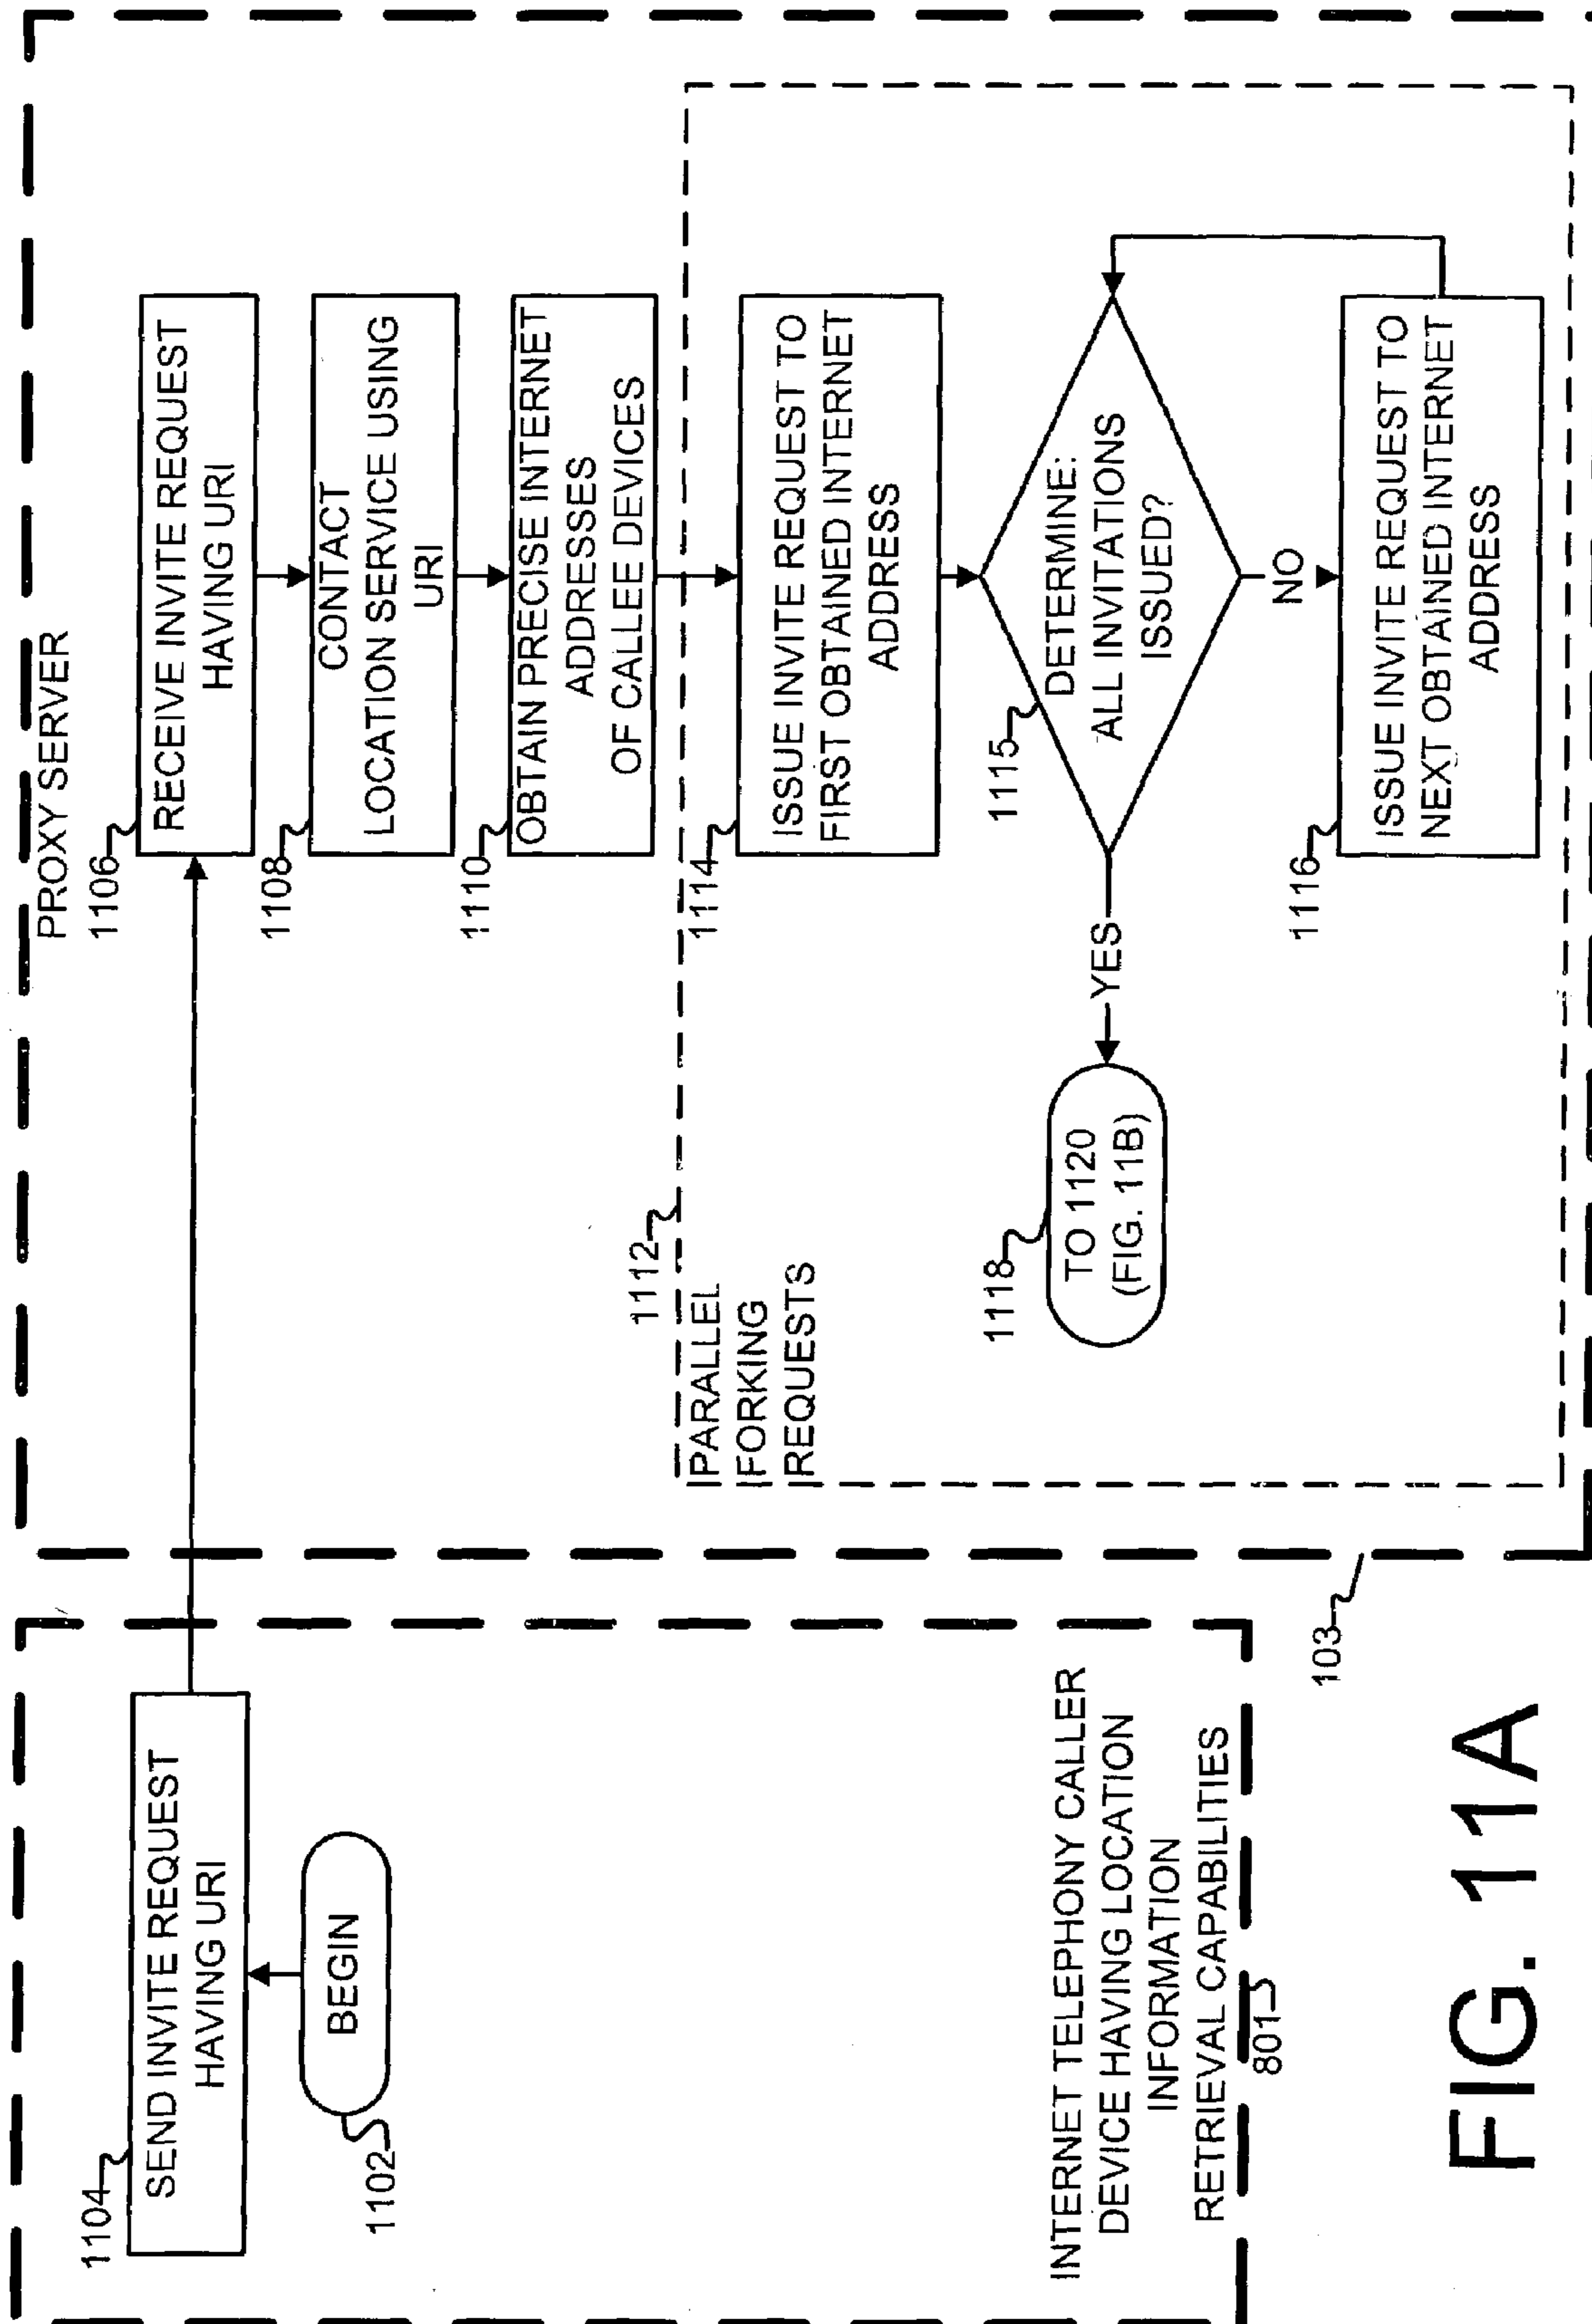 1104
SEND INVITE REQUEST
HAVING URI
BEGIN
1102
INTERNET TELEPHONY CALLER
DEVICE HAVING LOCATION
INFORMATION
RETRIEVAL CAPABILITIES
801
PROXY SERVER
1106
RECEIVE INVITE REQUEST
HAVING URI
1108
CONTACT
LOCATION SERVICE USING
URI
1110
OBTAIN PRECISE INTERNET
ADDRESSES
OF CALLED DEVICES
1112
PARALLEL
FORKING
REQUESTS
1114
ISSUE INVITE REQUEST TO
FIRST OBTAINED INTERNET
ADDRESS
1115
DETERMINE:
ALL INVITATIONS
ISSUED?
YES
NO
1118
TO 1120
(FIG. 11B)
1116
ISSUE INVITE REQUEST TO
NEXT OBTAINED INTERNET
ADDRESS
103
FIG. 11A